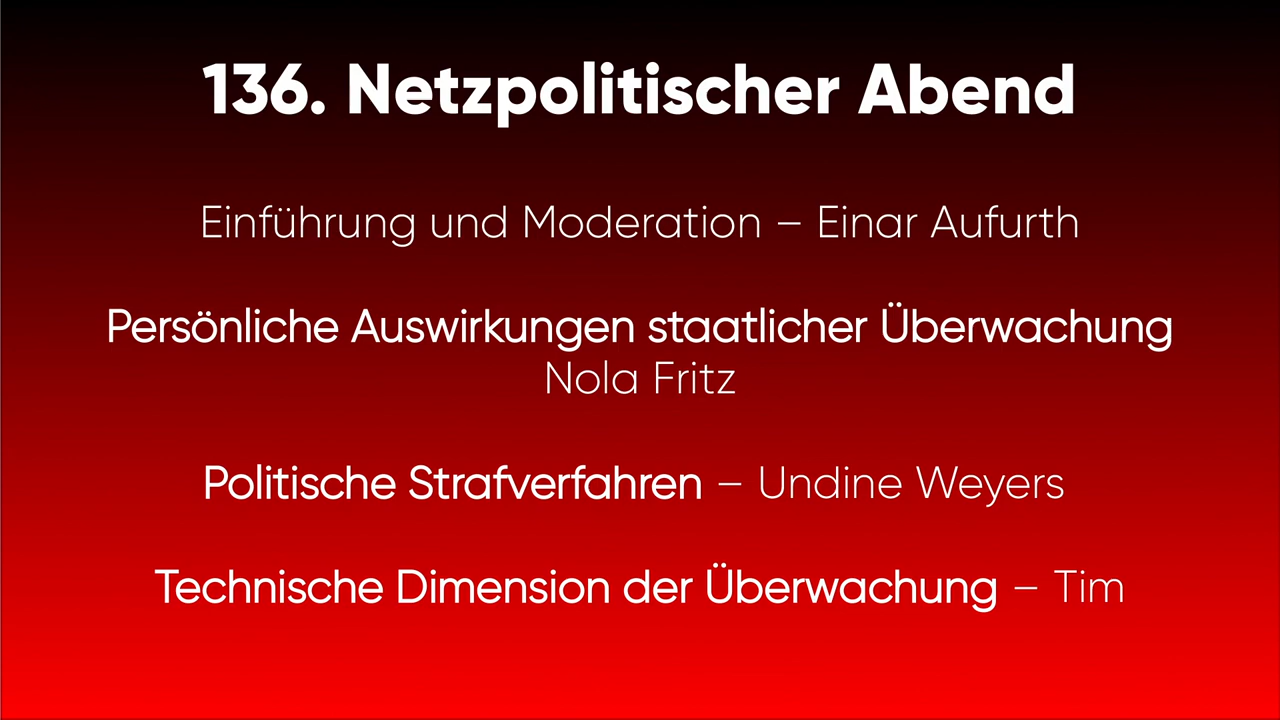 136. Netzpolitischer Abend
Einführung und Moderation – Einar Aufurth
Persönliche Auswirkungen staatlicher Überwachung
Nola Fritz
Politische Strafverfahren – Undine Weyers
Technische Dimension der Überwachung – Tim